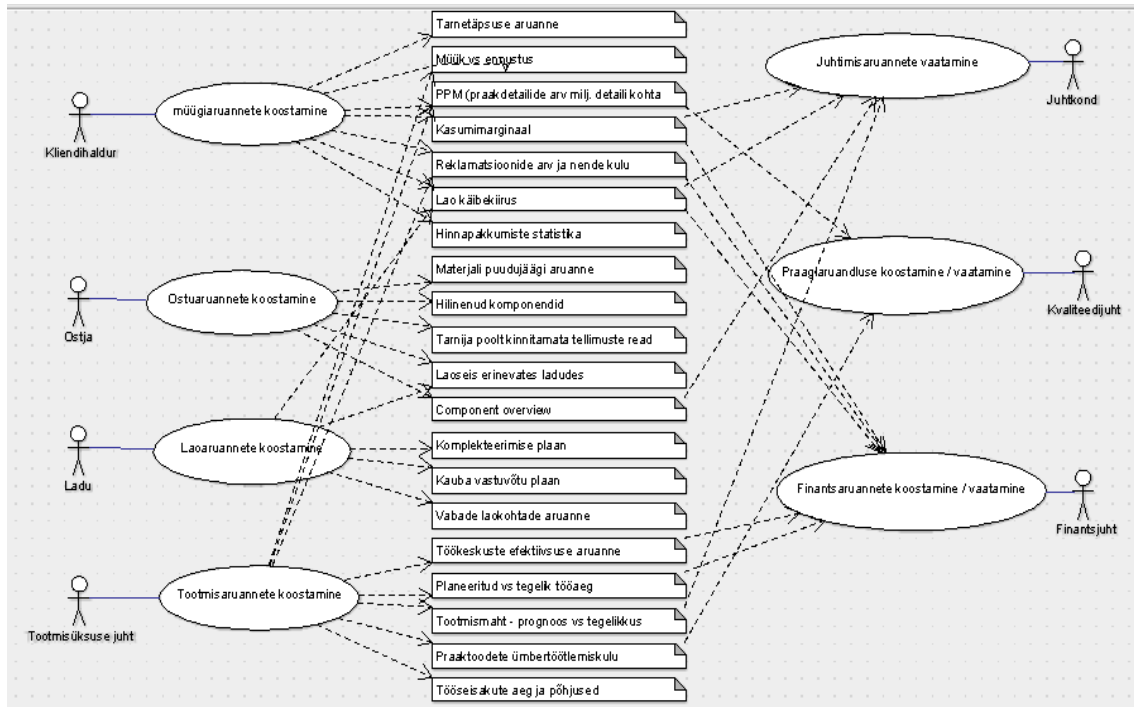 Tarnetäpsuse aruanne
Müük vs ennustus
PPM (praakdetailide arv milj. detaili kohta
Kasumimarginaal
Reklamatsioonide arv ja nende kulu
Lao käibekiirus
Hinnapakkumiste statistika
Materjali puudujäägi aruanne
Hilinenud komponendid
Tarnija poolt kinnitamata tellimuste read
Laoseis erinevates ladudes
Component overview
Komplekteerimise plaan
Kauba vastuvõtu plaan
Vabade laokohtade aruanne
Töökeskuste efektiivsuse aruanne
Planeeritud vs tegelik tööaeg
Tootmismaht - prognoos vs tegelikkus
Praaktoodete ümbertöötlemiskulu
Tööseisakute aeg ja põhjused
müügiaruannete koostamine
Kliendihaldur
Ostuaruannete koostamine
Ostja
Laoaruannete koostamine
Ladu
Tootmisaruannete koostamine
Tootmisüksuse juht
Juhtimisaruannete vaatamine
Juhtkond
Praagiaruandluse koostamine / vaatamine
Kvaliteedijuht
Finantsaruannete koostamine / vaatamine
Finantsjuht